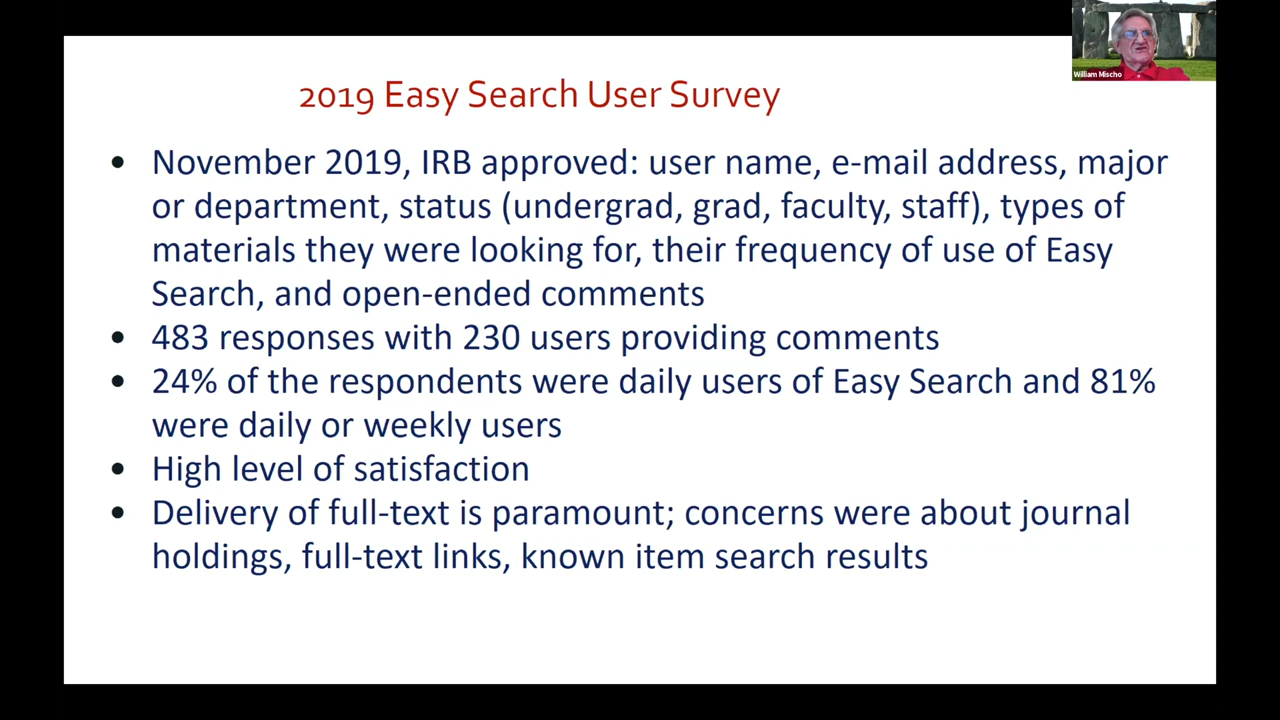 William Mischo
2019 Easy Search User Survey
• November 2019, IRB approved: user name, e-mail address, major
or department, status (undergrad, grad, faculty, staff), types of
materials they were looking for, their frequency of use of Easy
Search, and open-ended comments
• 483 responses with 230 users providing comments
• 24% of the respondents were daily users of Easy Search and 81%
were daily or weekly users
• High level of satisfaction
• Delivery of full-text is paramount; concerns were about journal
holdings, full-text links, known item search results